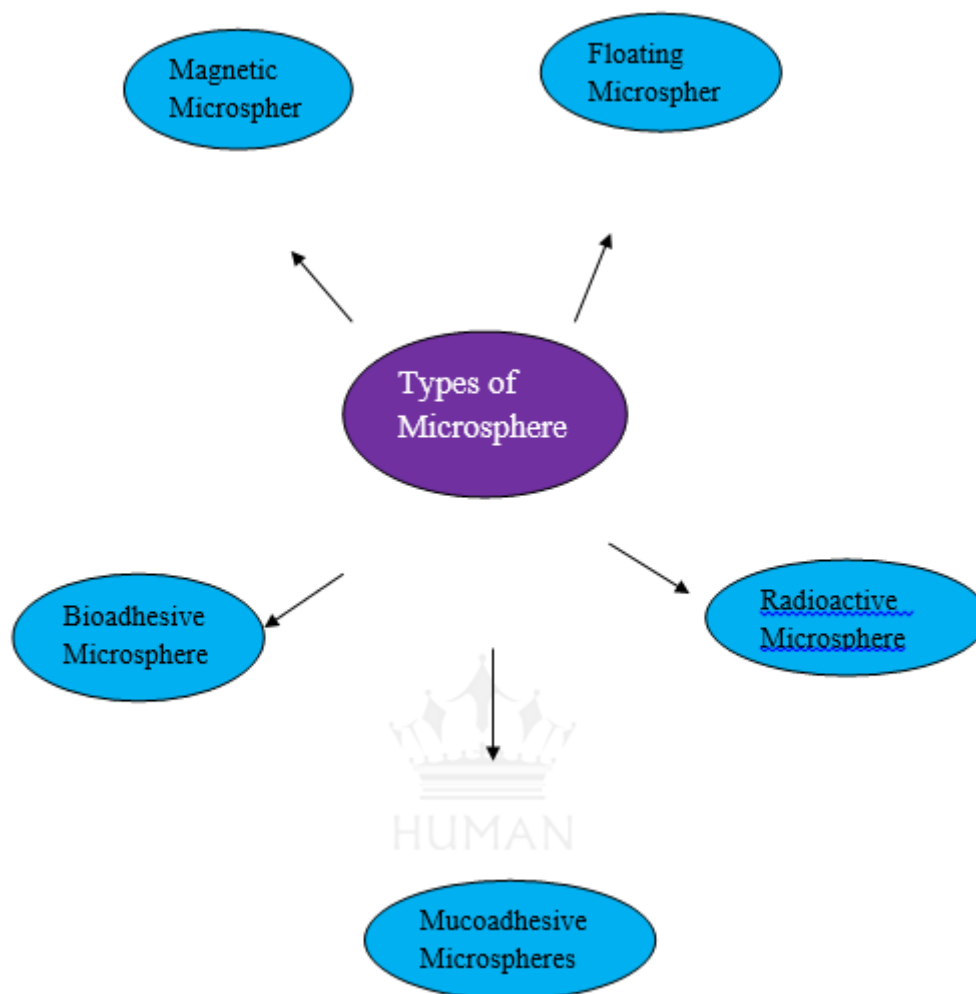 Magnetic
Microspher
Floating
Microspher
Types of
Microsphere
Bioadhesive
Microsphere
Radioactive
Microsphere
HUMAN
Mucoadhesive
Microspheres